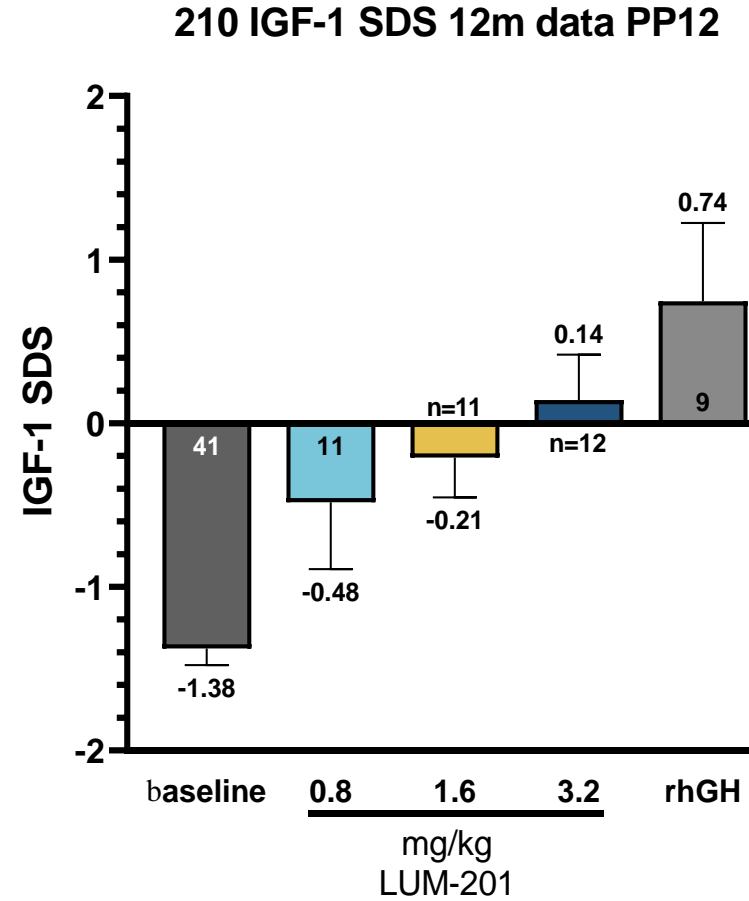 210 IGF-1 SDS 12m data PP12
IGF-1 SDS
2
1
0
-1
-2
0.74
0.14
n=11
9
41
11
n=12
-0.21
-0.48
-1.38
baseline 0.8 1.6 3.2 rhGH
mg/kg
LUM-201